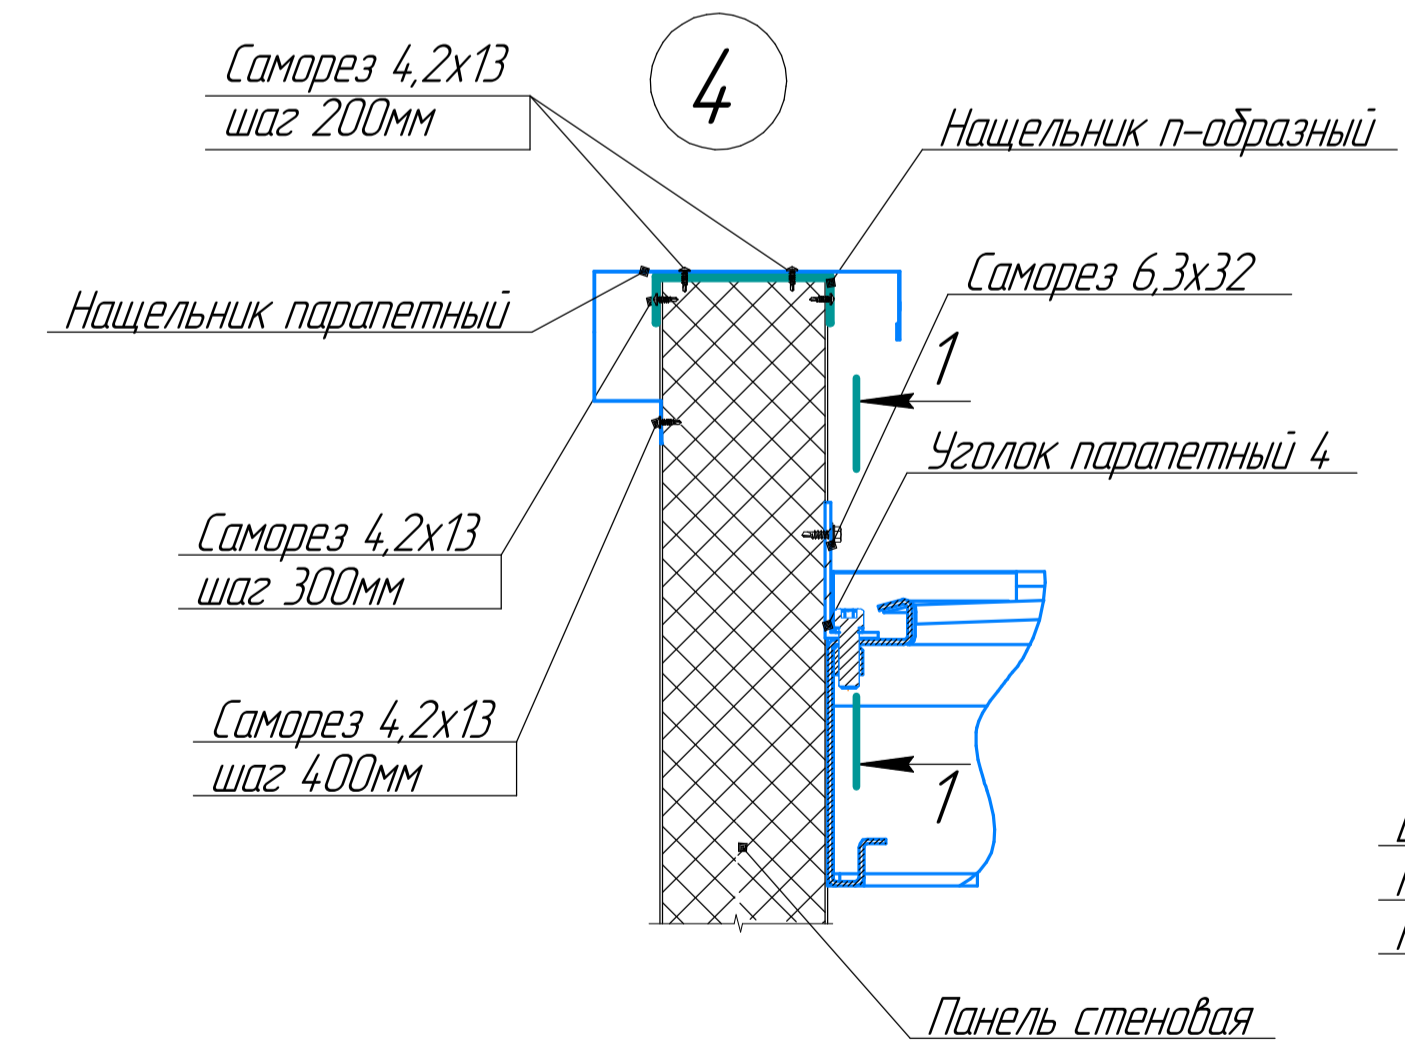 Саморез 4,2х13
шаг 200мм
4
Нащельник п-образный
Саморез 6,3х32
Нащельник парапетный
1
Уголок парапетный 4
Саморез 4,2х13
шаг 300мм
Саморез 4,2х13
шаг 400мм
1
Панель стеновая